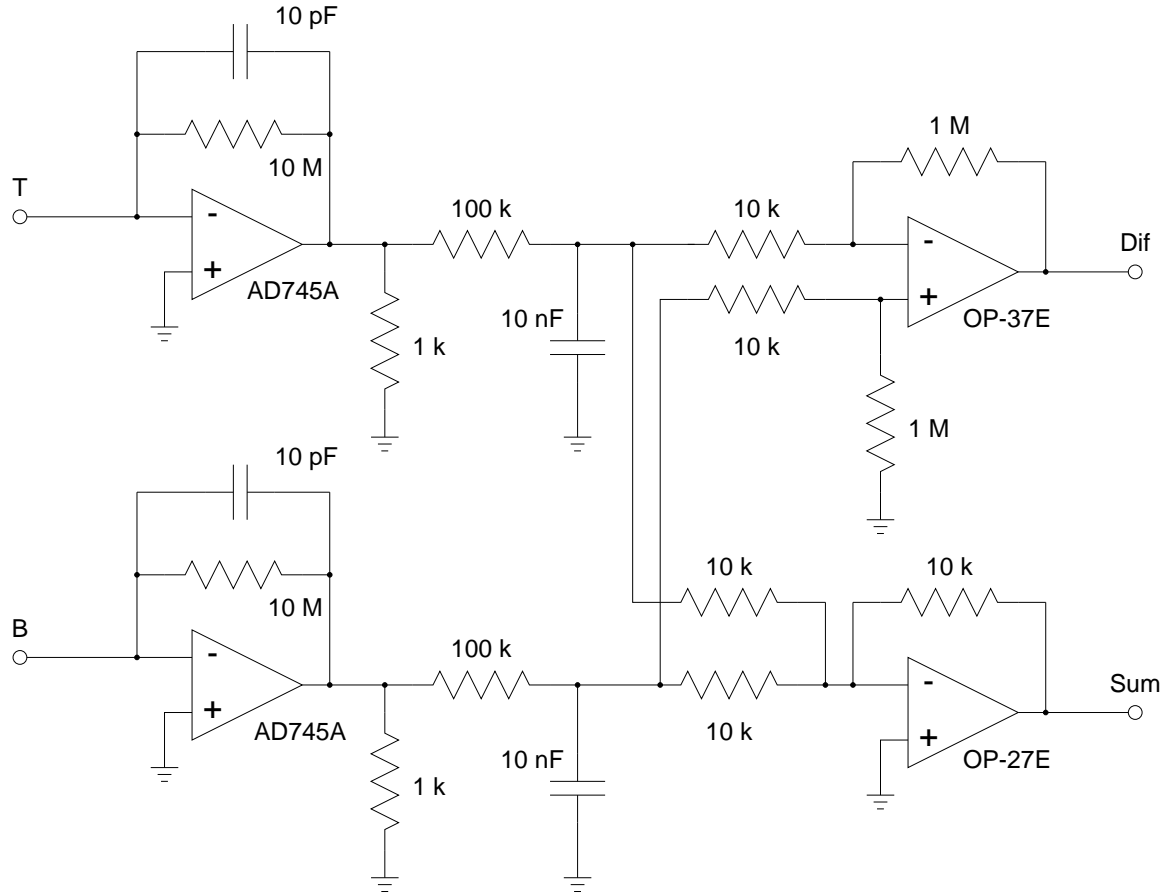 10 pF
10 M
T
-
+
AD745A
100 k
10 nF
1 k
10 k
10 k
1 M
-
+
OP-37E
Dif
1 M
10 pF
10 M
B
-
+
AD745A
100 k
10 nF
1 k
10 k
10 k
10 k
-
+
OP-27E
Sum